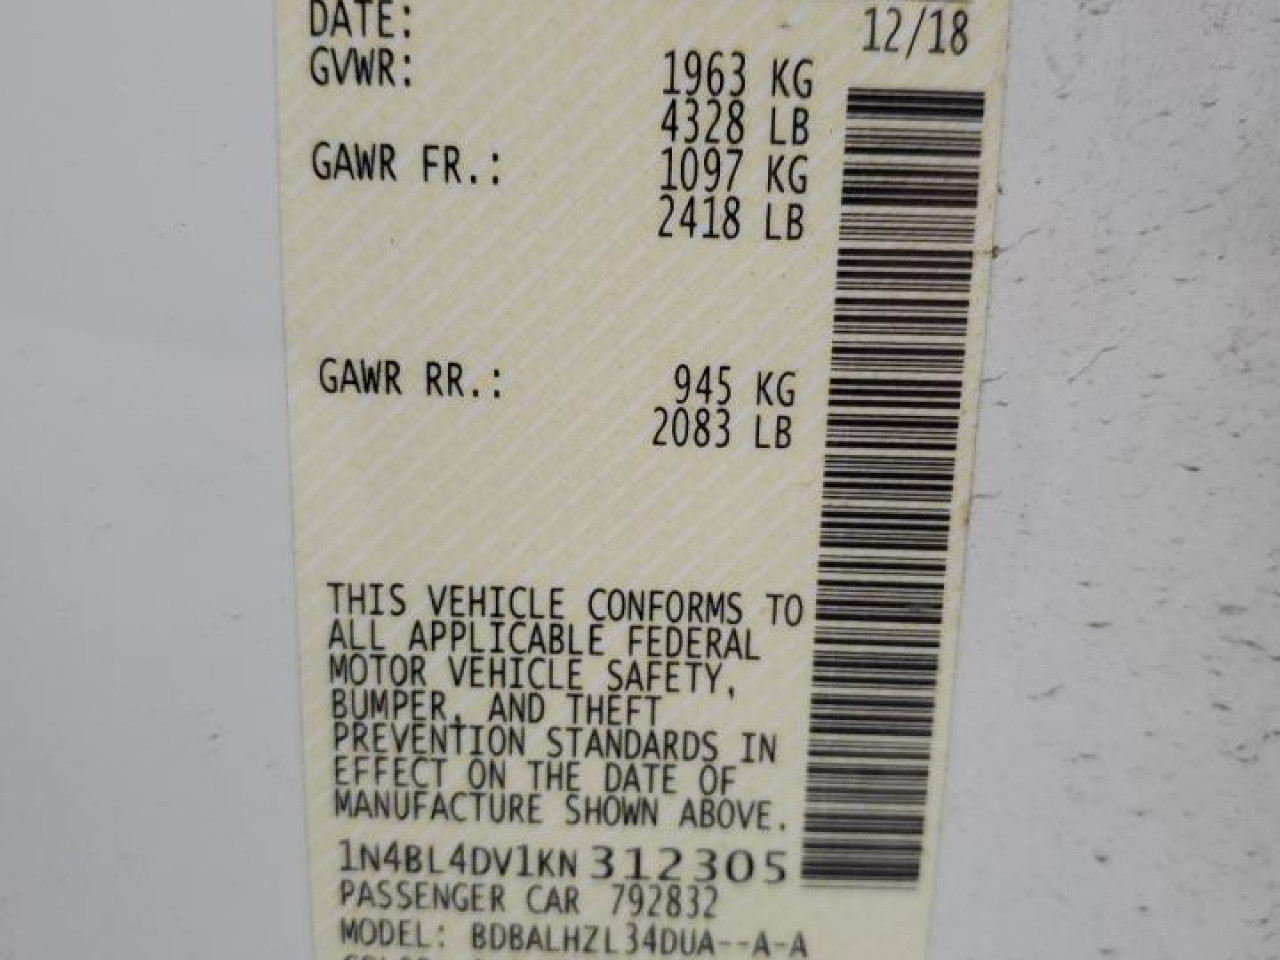 DATE: 12/18
GVWR: 1963 KG
4328 LB
GAWR FR.: 1097 KG
2418 LB
GAWR RR.: 945 KG
2083 LB
THIS VEHICLE CONFORMS TO
ALL APPLICABLE FEDERAL
MOTOR VEHICLE SAFETY,
BUMPER, AND THEFT
PREVENTION STANDARDS IN
EFFECT ON THE DATE OF
MANUFACTURE SHOWN ABOVE.
1N4BL4DV1KN312305
PASSENGER CAR 792832
MODEL: BDBALHZL34DUA--A-A